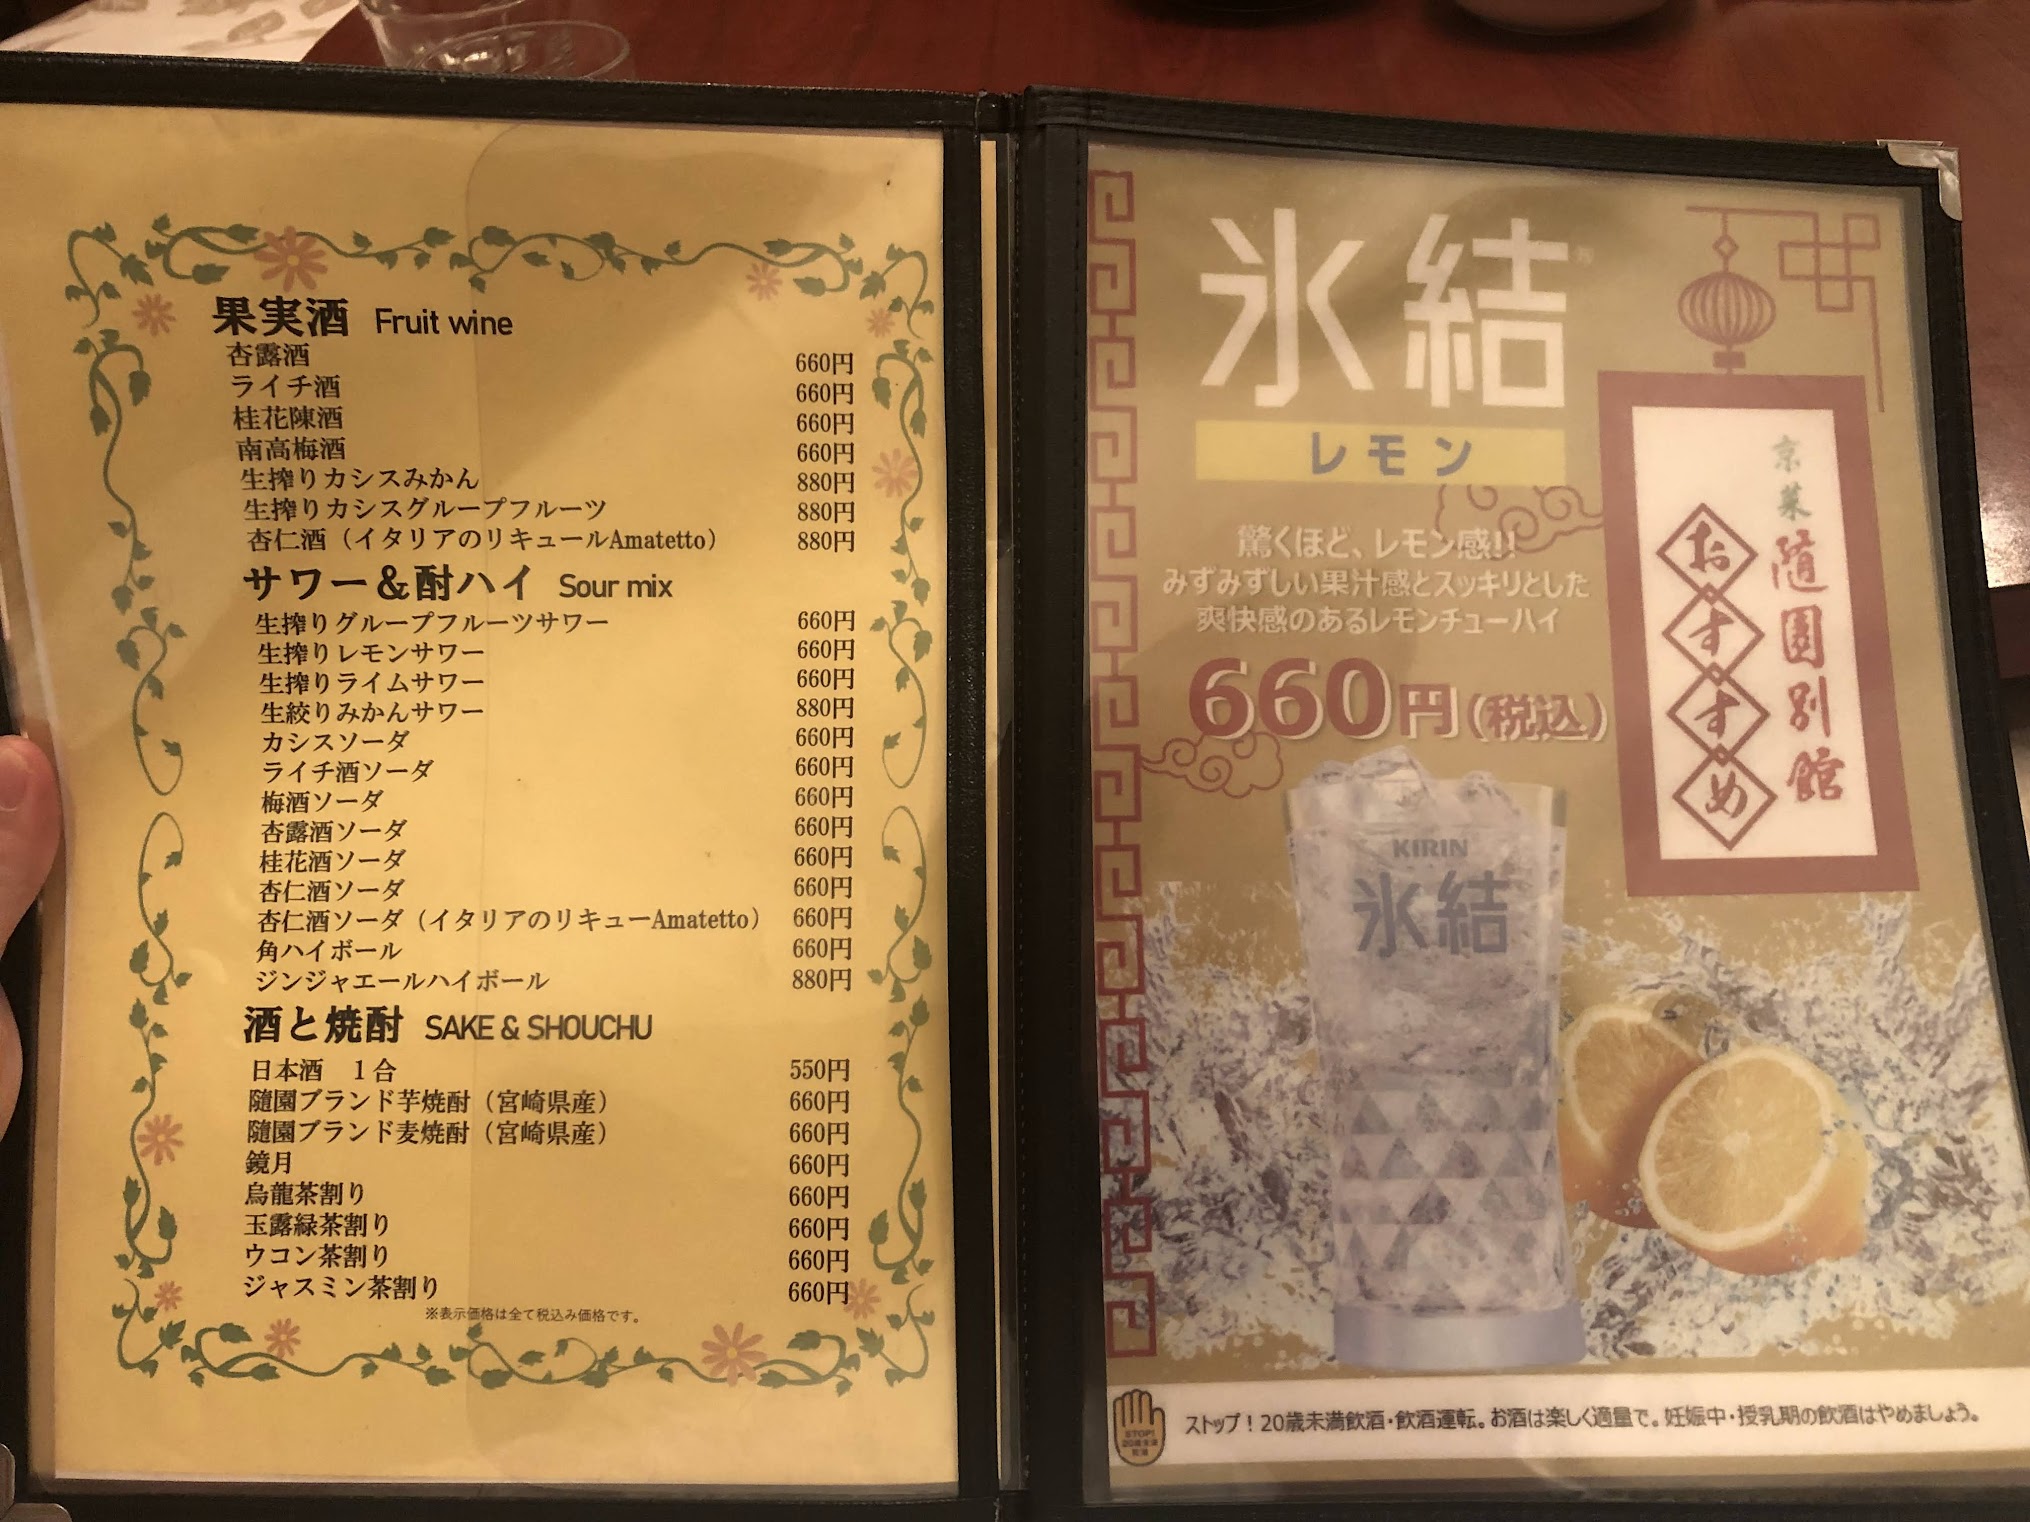 果実酒 Fruit wine
杏露酒 660円
ライチ酒 660円
桂花陳酒 660円
南高梅酒 660円
生搾りカシスみかん 880円
生搾りカシスグループフルーツ 880円
杏仁酒（イタリアのリキュールAmatetto） 880円
サワー＆酎ハイ Sour mix
生搾りグループフルーツサワー 660円
生搾りレモンサワー 660円
生搾りライムサワー 660円
生絞りみかんサワー 880円
カシスソーダ 660円
ライチ酒ソーダ 660円
梅酒ソーダ 660円
杏露酒ソーダ 660円
桂花酒ソーダ 660円
杏仁酒ソーダ 660円
杏仁酒ソーダ（イタリアのリキューAmatetto） 660円
角ハイボール 660円
ジンジャエールハイボール 880円
酒と焼酎 SAKE & SHOUCHU
日本酒 1合 550円
隨園ブランド芋焼酎（宮崎県産） 660円
隨園ブランド麦焼酎（宮崎県産） 660円
鏡月 660円
烏龍茶割り 660円
玉露緑茶割り 660円
ウコン茶割り 660円
ジャスミン茶割り 660円
※表示価格は全て税込み価格です。
氷結
レモン
驚くほど、レモン感!!
みずみずしい果汁感とスッキリとした
爽快感のあるレモンチューハイ
660円（税込）
京菜 隨園別館
おすすめ
KIRIN
氷結
STOP!
ストップ！20歳未満飲酒・飲酒運転。お酒は楽しく適量で。妊娠中・授乳期の飲酒はやめましょう。